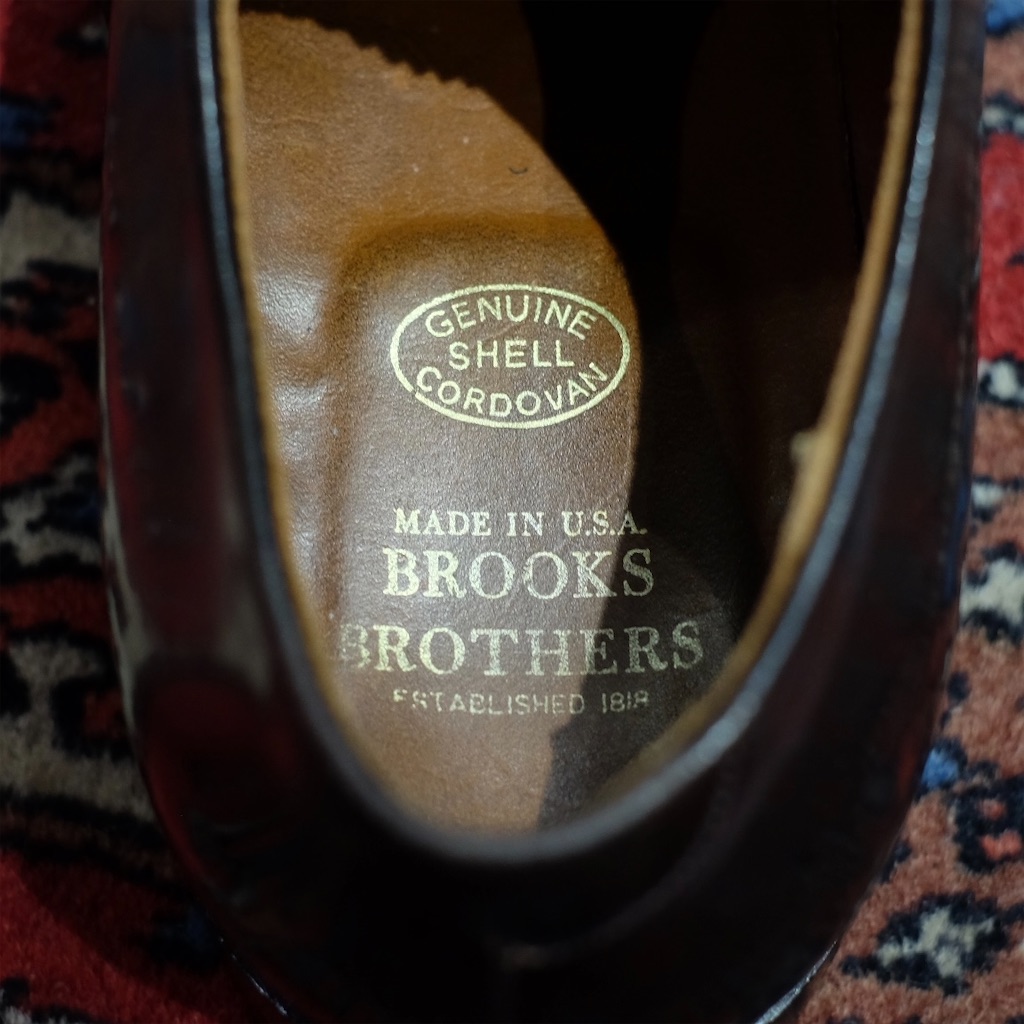 GENUINE
SHELL
CORDOVAN
MADE IN U.S.A.
BROOKS
BROTHERS
ESTABLISHED 1818